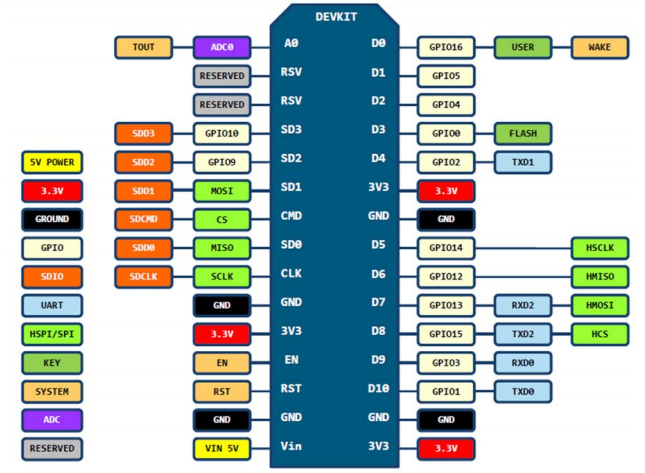 DEVKIT
TOUT ADC0 A0 D0 GPIO16 USER WAKE
RESERVED RSV D1 GPIO5
RESERVED RSV D2 GPIO4
SDD3 GPIO10 SD3 D3 GPIO0 FLASH
5V POWER SDD2 GPIO9 SD2 D4 GPIO2 TXD1
3.3V SDD1 MOSI SD1 3V3 3.3V
GROUND SDCMD CS CMD GND GND
GPIO SDD0 MISO SD0 D5 GPIO14 HSCLK
SDIO SDCLK SCLK CLK D6 GPIO12 HMISO
UART GND GND D7 GPIO13 RXD2 HMOSI
HSPI/SPI 3.3V 3V3 D8 GPIO15 TXD2 HCS
KEY EN EN D9 GPIO3 RXD0
SYSTEM RST RST D10 GPIO1 TXD0
ADC GND GND GND GND
RESERVED VIN 5V Vin 3V3 3.3V